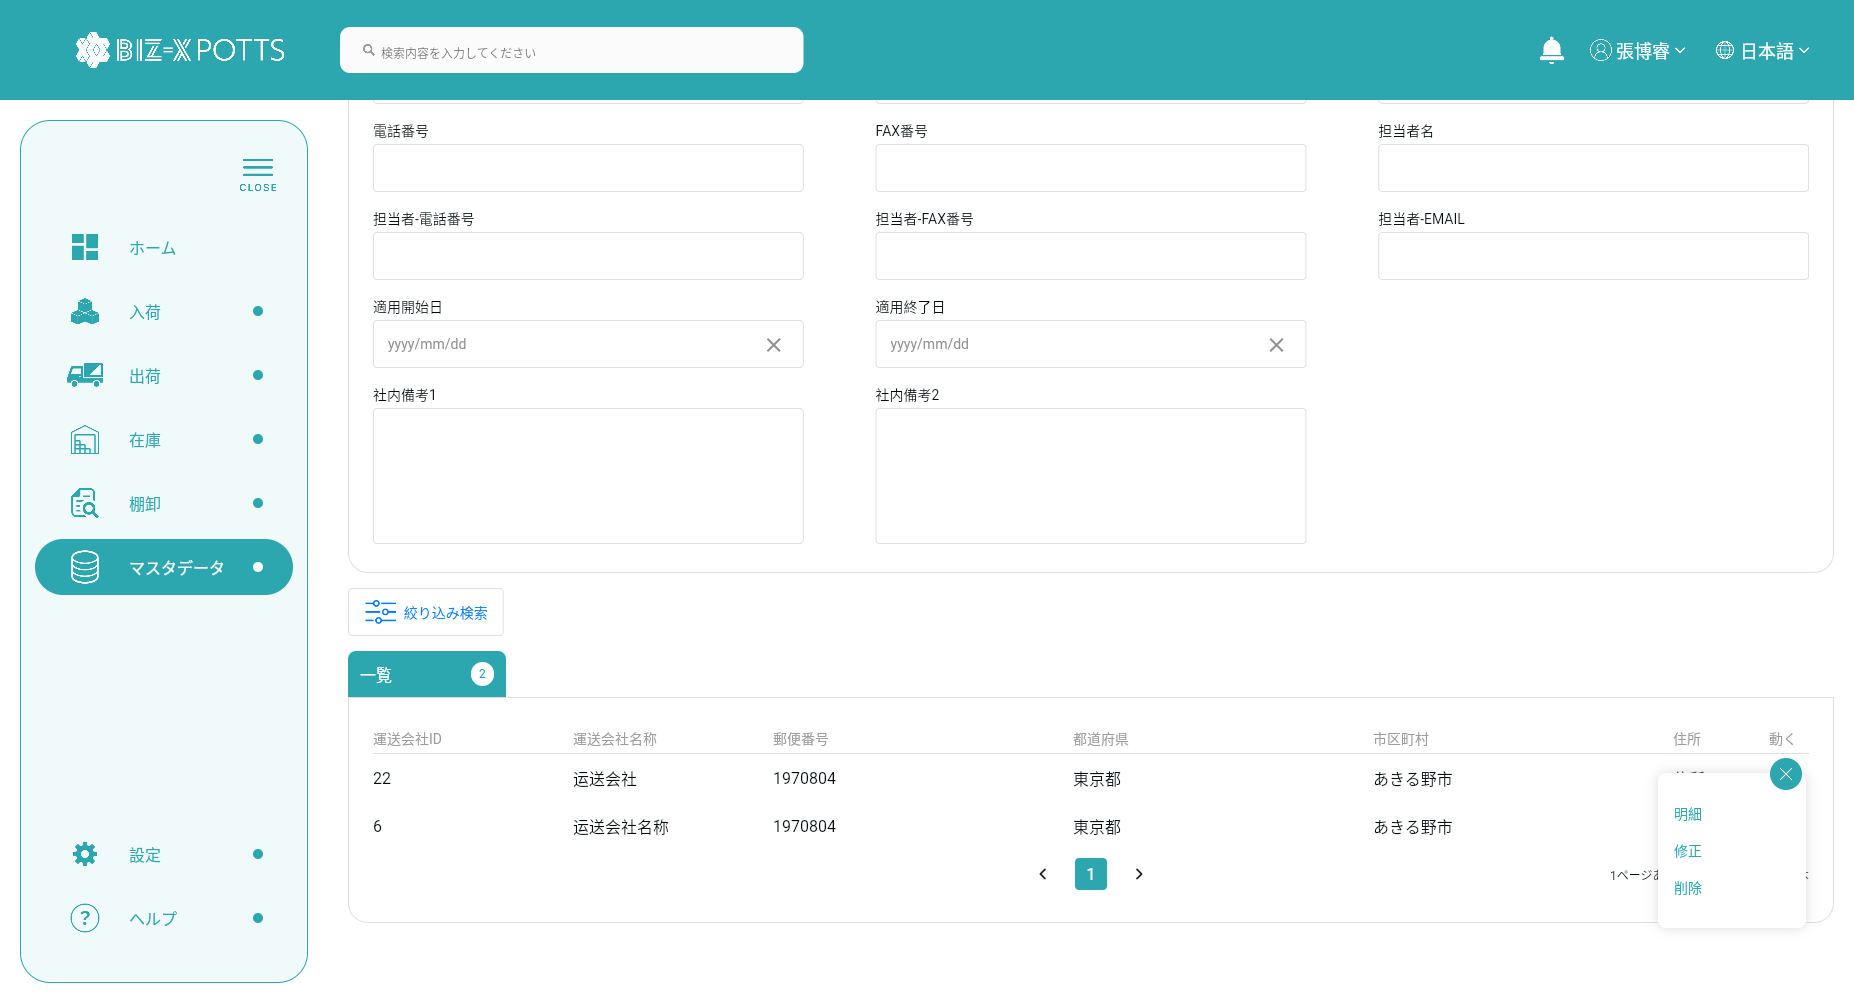 BIZ-X POTTS
検索内容を入力してください
張博睿
日本語
CLOSE
ホーム
入荷
出荷
在庫
棚卸
マスタデータ
設定
ヘルプ
電話番号 FAX番号 担当者名
担当者-電話番号 担当者-FAX番号 担当者-EMAIL
適用開始日 適用終了日
yyyy/mm/dd yyyy/mm/dd
社内備考1 社内備考2
絞り込み検索
一覧 2
運送会社ID 運送会社名称 郵便番号 都道府県 市区町村 住所 動く
22 运送会社 1970804 東京都 あきる野市
6 运送会社名称 1970804 東京都 あきる野市
1
1ページ
明細
修正
削除